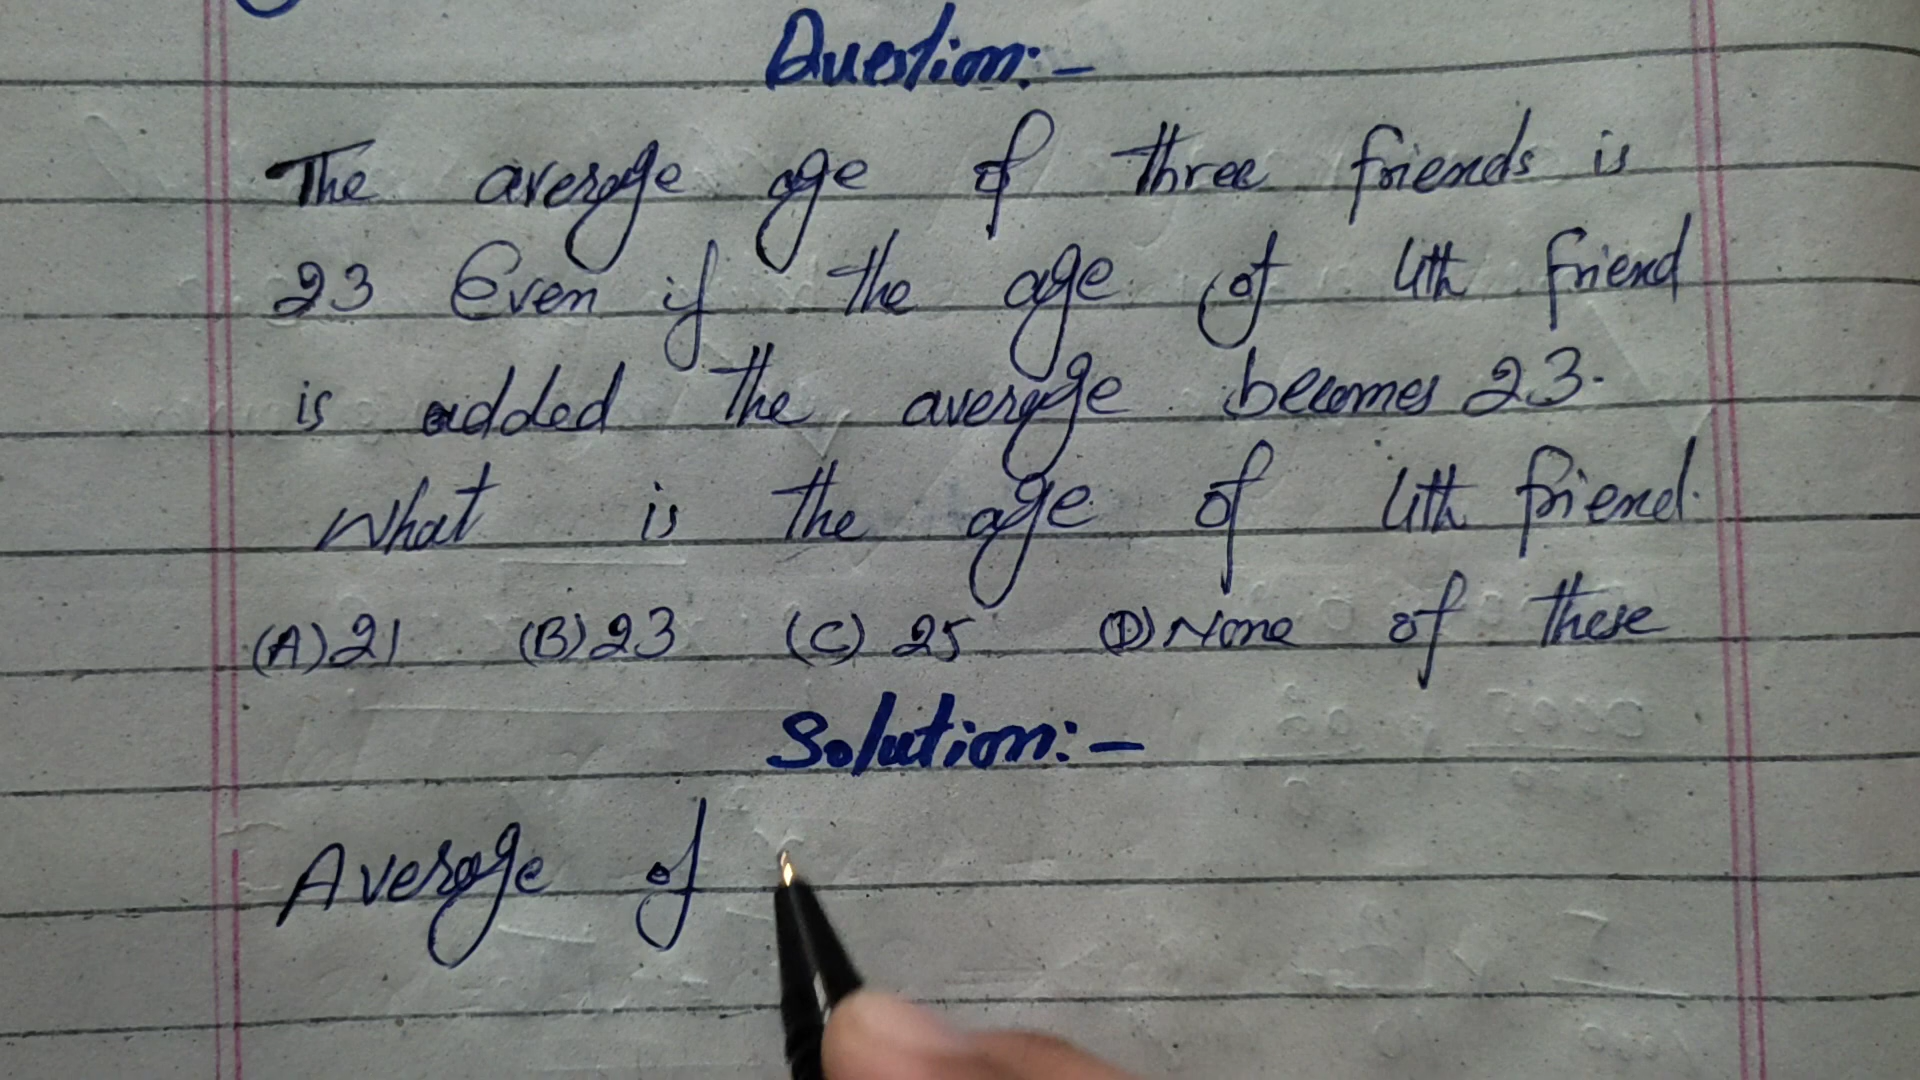 Question:-
The average age of three friends is
23 Even if the age of 4th friend
is added the average becomes 23.
What is the age of 4th friend.
(A) 21 (B) 23 (C) 25 (D) None of these
Solution:-
Average of